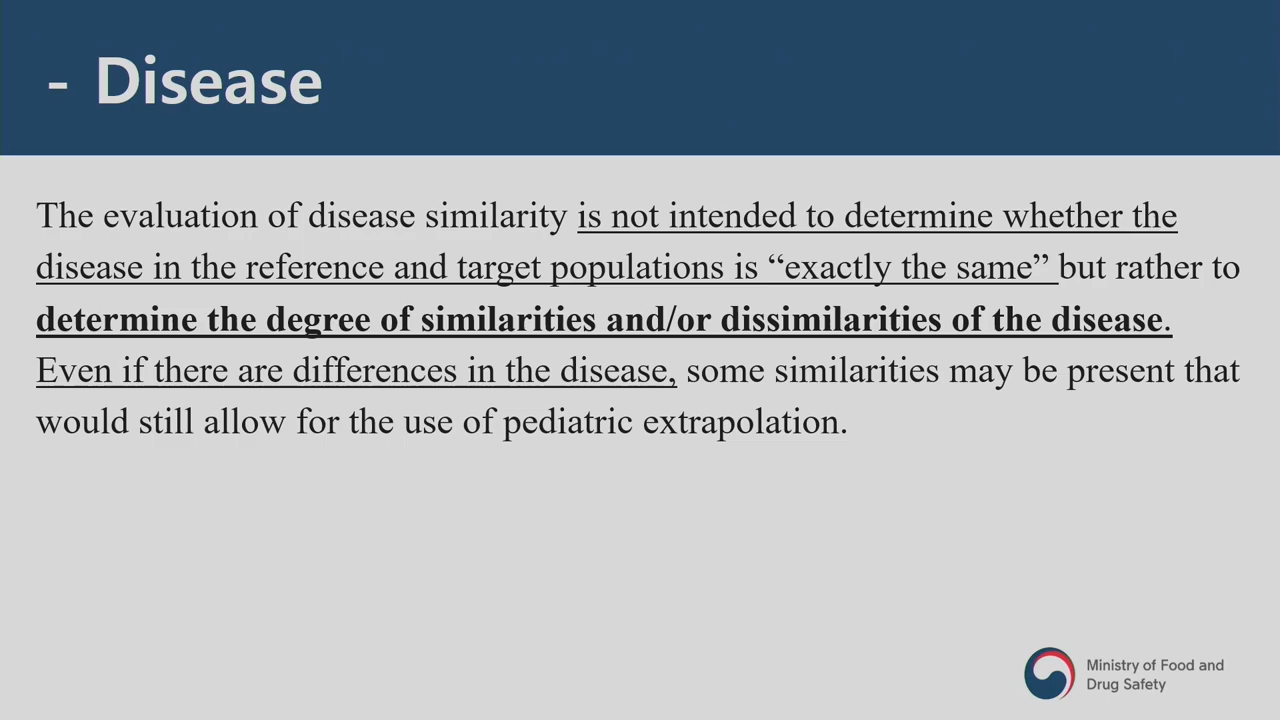 - Disease
The evaluation of disease similarity is not intended to determine whether the
disease in the reference and target populations is “exactly the same” but rather to
determine the degree of similarities and/or dissimilarities of the disease.
Even if there are differences in the disease, some similarities may be present that
would still allow for the use of pediatric extrapolation.
Ministry of Food and
Drug Safety